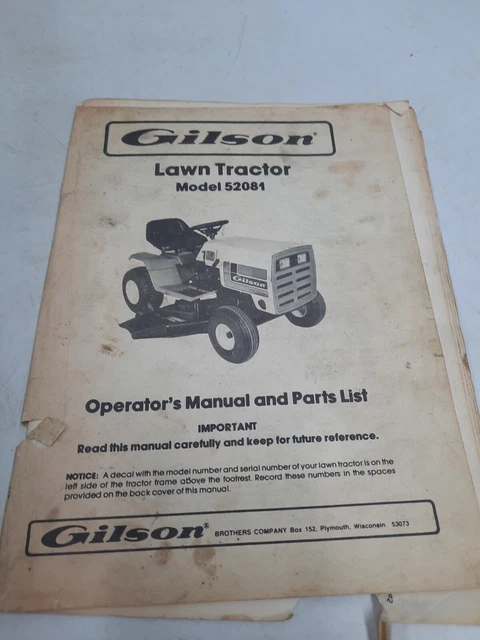 Gilson®
Lawn Tractor
Model 52081
Gilson
Operator's Manual and Parts List
IMPORTANT
Read this manual carefully and keep for future reference.
NOTICE: A decal with the model number and serial number of your lawn tractor is on the
left side of the tractor frame above the footrest. Record these numbers in the spaces
provided on the back cover of this manual.
Gilson® BROTHERS COMPANY Box 152, Plymouth, Wisconsin 53073